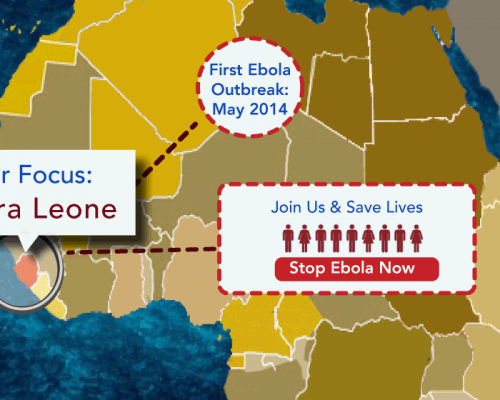 First Ebola
Outbreak:
May 2014
r Focus:
ra Leone
Join Us & Save Lives
Stop Ebola Now